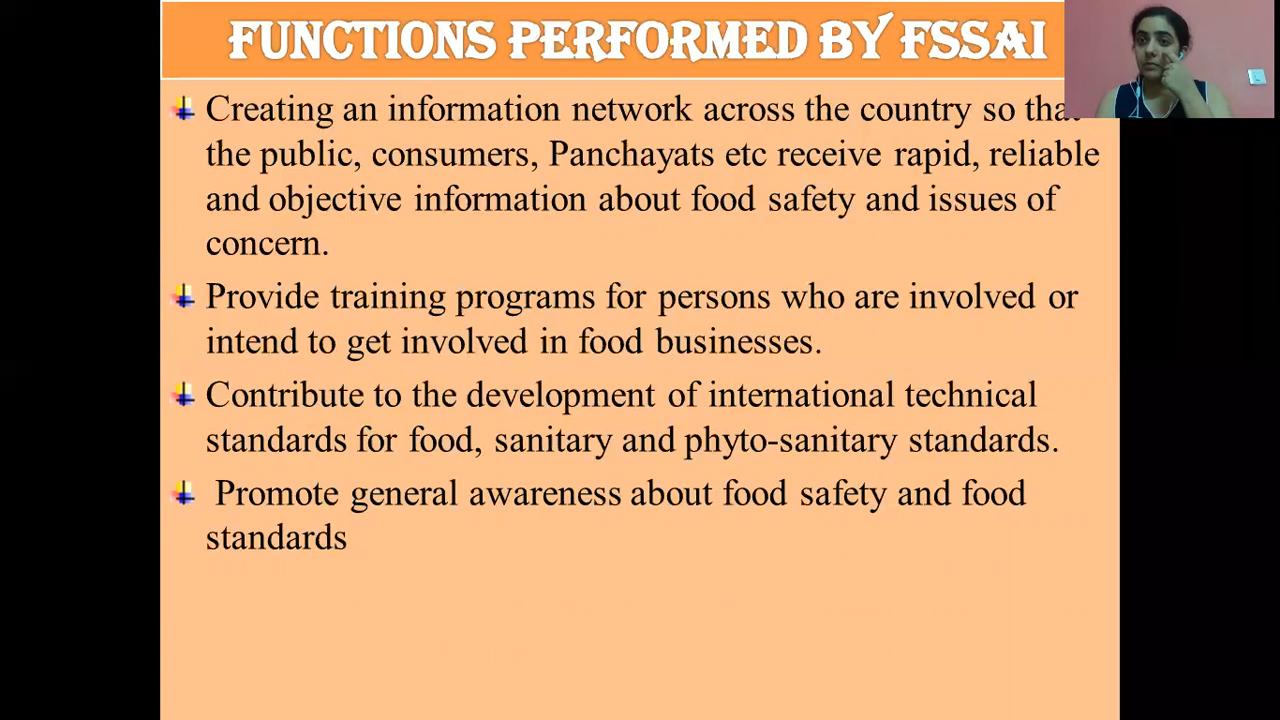 FUNCTIONS PERFORMED BY FSSAI
Creating an information network across the country so that
the public, consumers, Panchayats etc receive rapid, reliable
and objective information about food safety and issues of
concern.
Provide training programs for persons who are involved or
intend to get involved in food businesses.
Contribute to the development of international technical
standards for food, sanitary and phyto-sanitary standards.
Promote general awareness about food safety and food
standards